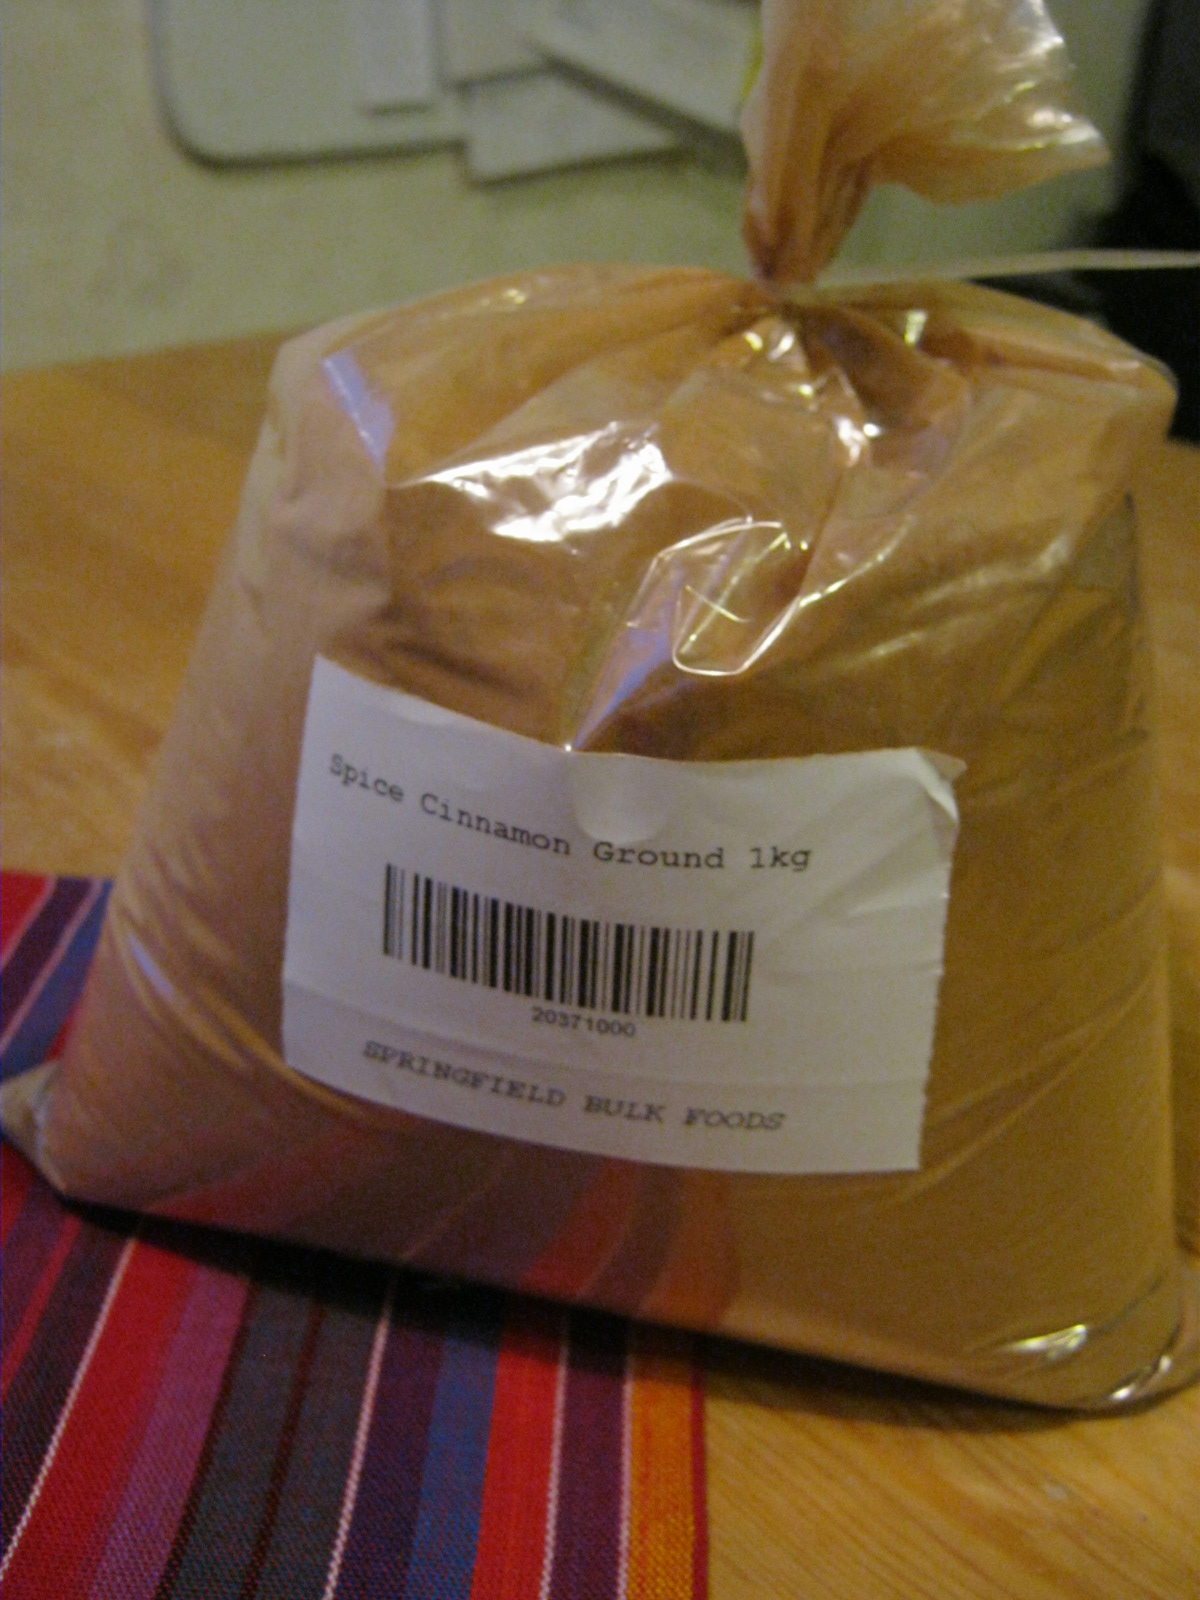 Spice Cinnamon Ground 1kg
20371000
SPRINGFIELD BULK FOODS